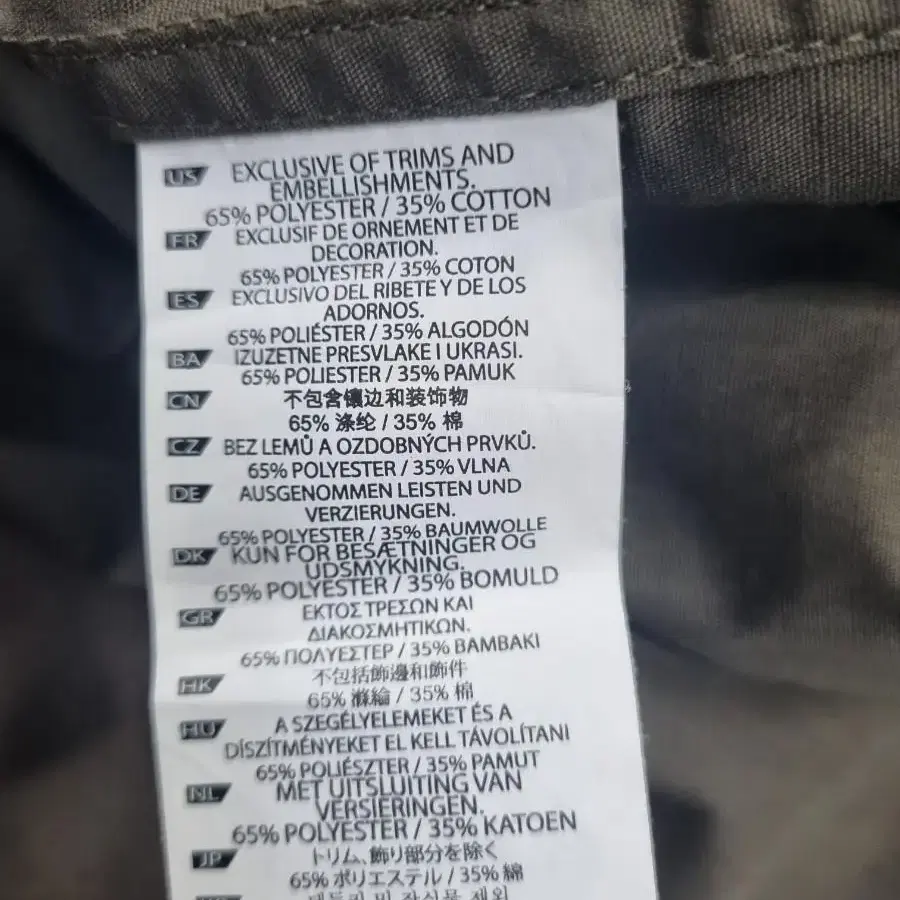 US EXCLUSIVE OF TRIMS AND
EMBELLISHMENTS.
65% POLYESTER / 35% COTTON
FR EXCLUSIF DE ORNEMENT ET DE
DECORATION.
65% POLYESTER / 35% COTON
ES EXCLUSIVO DEL RIBETE Y DE LOS
ADORNOS.
65% POLIÉSTER / 35% ALGODÓN
BA IZUZETNE PRESVLAKE I UKRASI.
65% POLIESTER / 35% PAMUK
CN 不包含镶边和装饰物
65% 涤纶 / 35% 棉
CZ BEZ LEMŮ A OZDOBNÝCH PRVKŮ.
65% POLYESTER / 35% VLNA
DE AUSGENOMMEN LEISTEN UND
VERZIERUNGEN.
65% POLYESTER / 35% BAUMWOLLE
DK KUN FOR BESÆTNINGER OG
UDSMYKNING.
65% POLYESTER / 35% BOMULD
GR ΕΚΤΟΣ ΤΡΕΣΩΝ ΚΑΙ
ΔΙΑΚΟΣΜΗΤΙΚΩΝ.
65% ΠΟΛΥΕΣΤΕΡ / 35% ΒΑΜΒΑΚΙ
HK 不包括飾邊和飾件
65% 滌綸 / 35% 棉
HU A SZEGÉLYELEMEKET ÉS A
DÍSZÍTMÉNYEKET EL KELL TÁVOLÍTANI
65% POLIÉSZTER / 35% PAMUT
NL MET UITSLUITING VAN
VERSIERINGEN.
65% POLYESTER / 35% KATOEN
JP トリム、飾り部分を除く
65% ポリエステル / 35% 綿